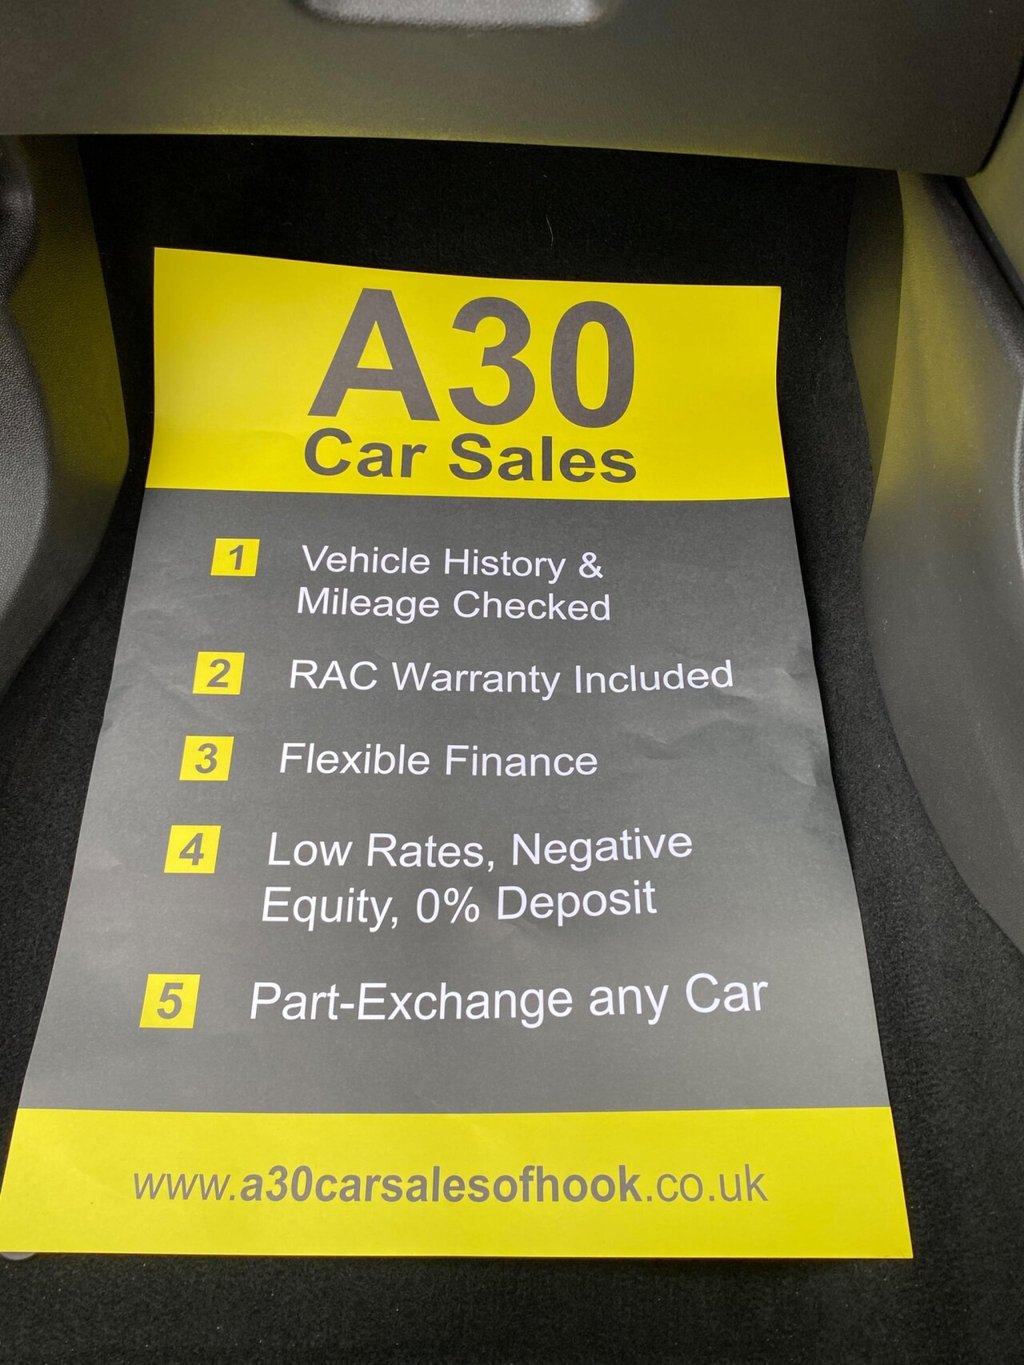 A30
Car Sales
1 Vehicle History &
Mileage Checked
2 RAC Warranty Included
3 Flexible Finance
4 Low Rates, Negative
Equity, 0% Deposit
5 Part-Exchange any Car
www.a30carsalesofhook.co.uk